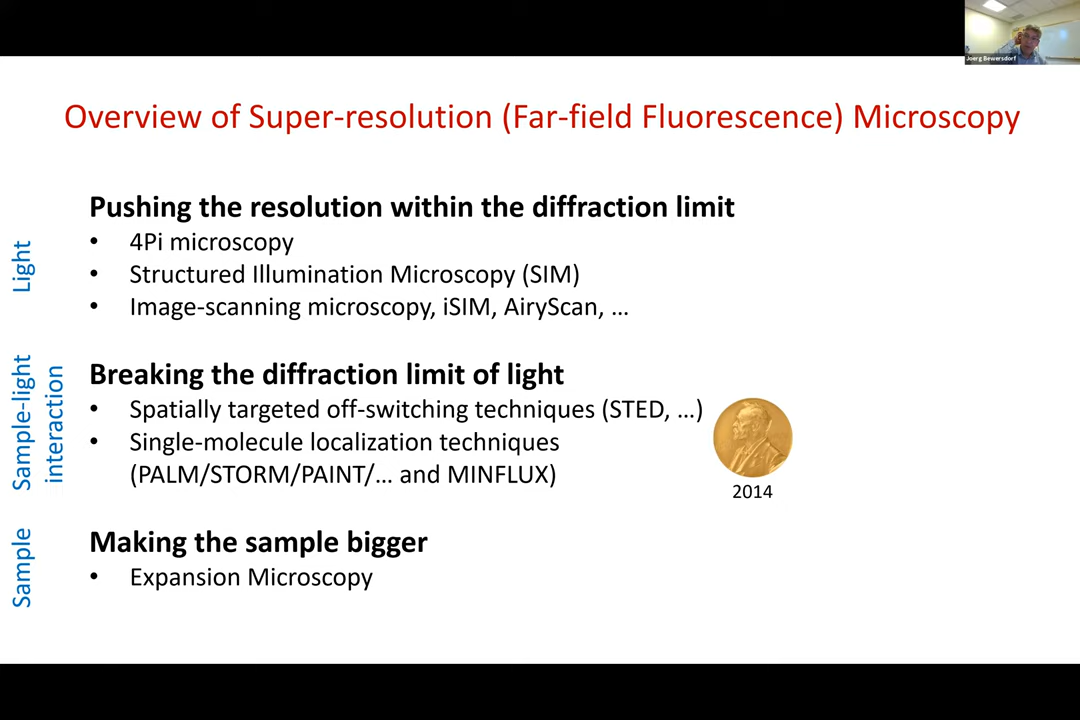 Joerg Bewersdorf
Overview of Super-resolution (Far-field Fluorescence) Microscopy
Light
Pushing the resolution within the diffraction limit
• 4Pi microscopy
• Structured Illumination Microscopy (SIM)
• Image-scanning microscopy, iSIM, AiryScan, …
Sample-light
interaction
Breaking the diffraction limit of light
• Spatially targeted off-switching techniques (STED, …)
• Single-molecule localization techniques
(PALM/STORM/PAINT/… and MINFLUX)
2014
Sample
Making the sample bigger
• Expansion Microscopy